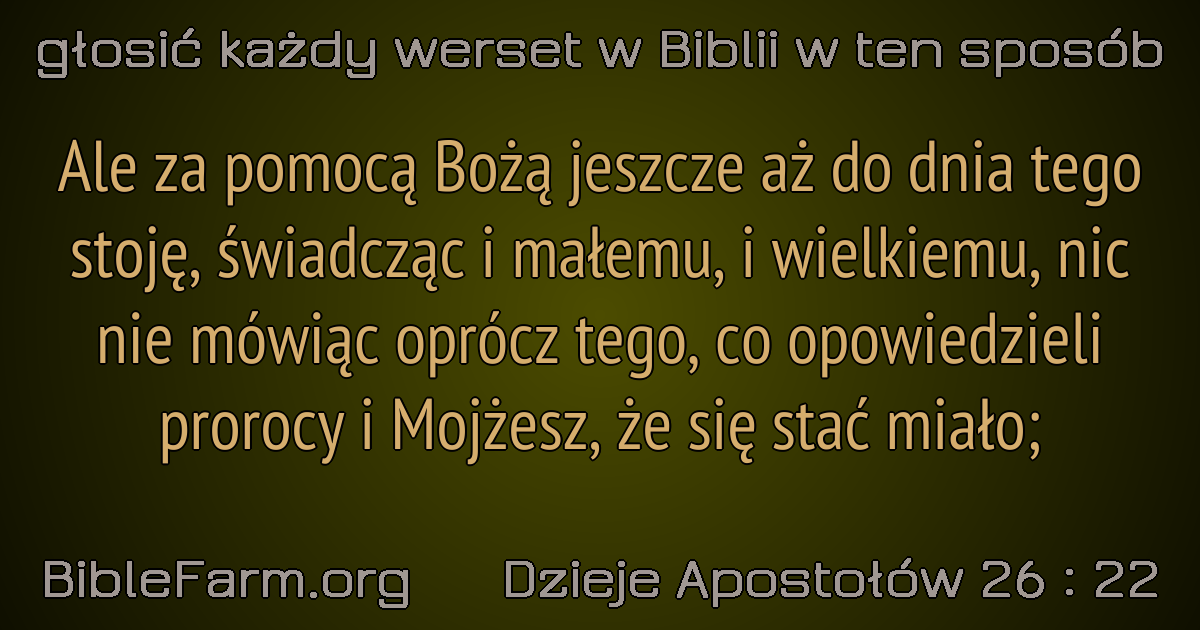 głosić każdy werset w Biblii w ten sposób
Ale za pomocą Bożą jeszcze aż do dnia tego
stoję, świadcząc i małemu, i wielkiemu, nic
nie mówiąc oprócz tego, co opowiedzieli
prorocy i Mojżesz, że się stać miało;
BibleFarm.org Dzieje Apostołów 26 : 22